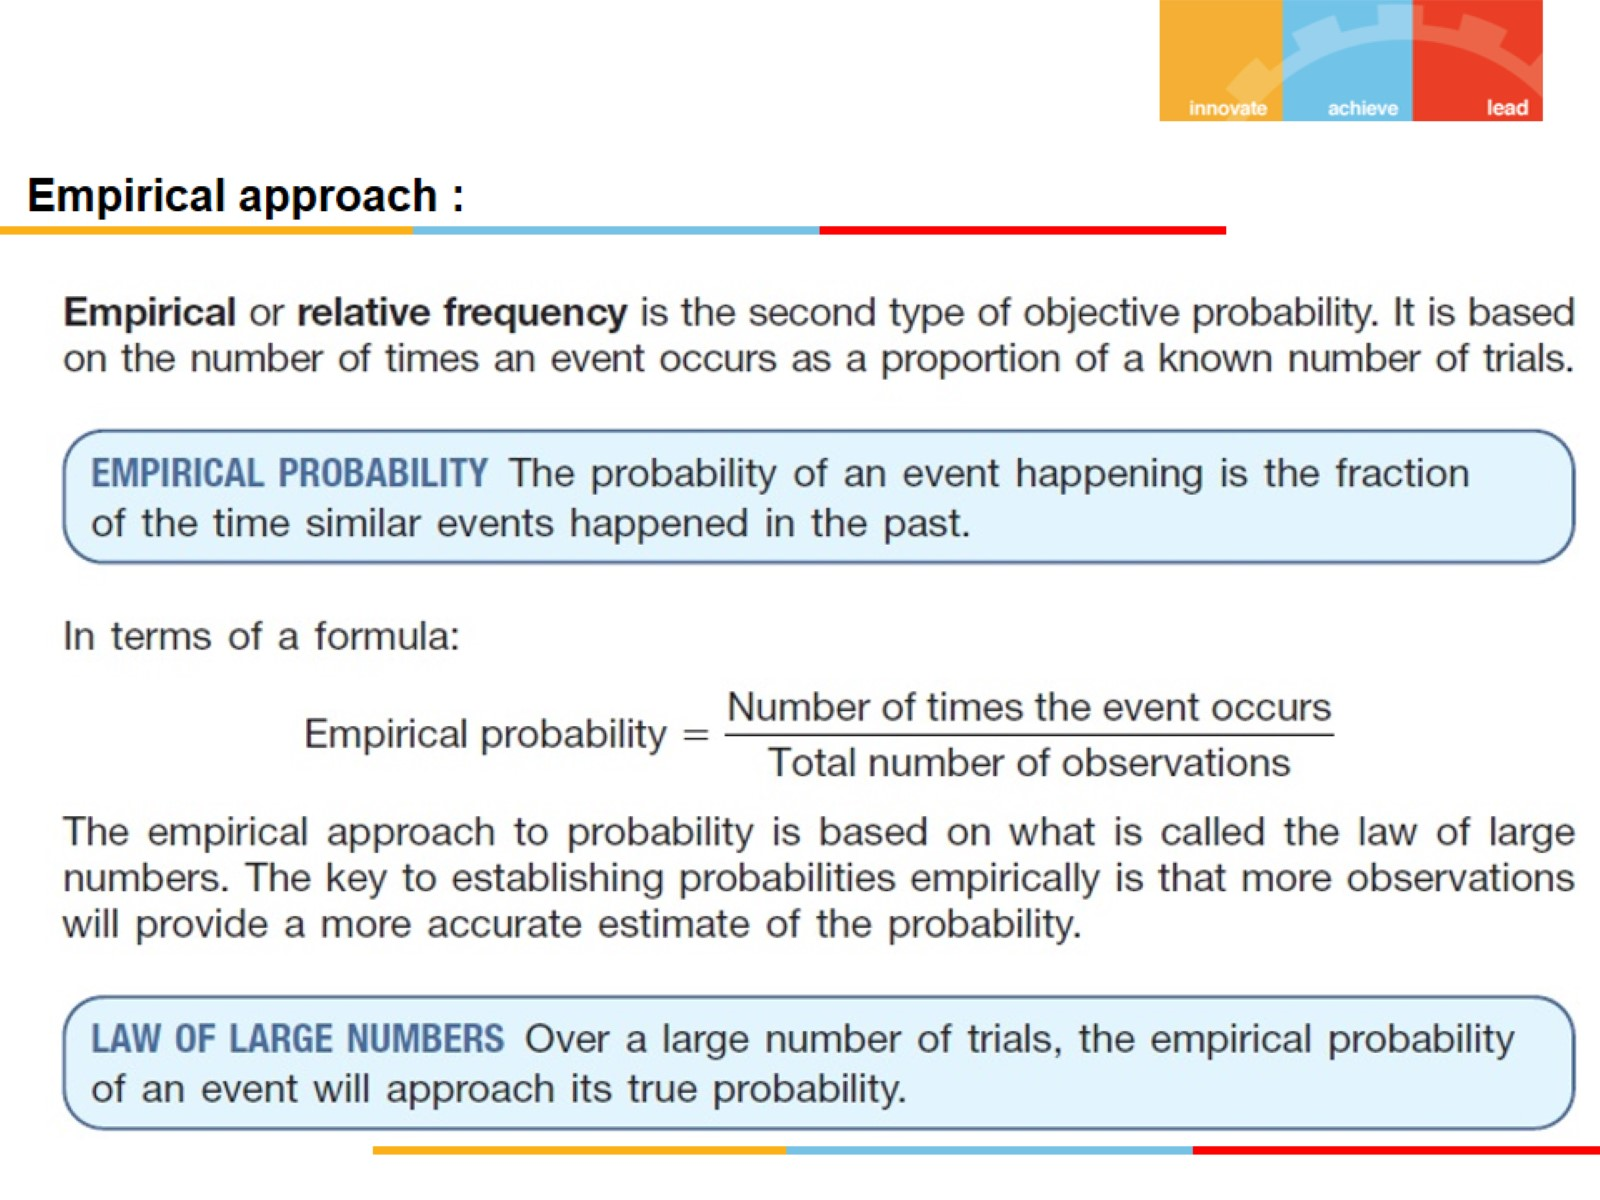 innovate achieve lead
Empirical approach :
Empirical or relative frequency is the second type of objective probability. It is based
on the number of times an event occurs as a proportion of a known number of trials.
EMPIRICAL PROBABILITY The probability of an event happening is the fraction
of the time similar events happened in the past.
In terms of a formula:
Empirical probability = Number of times the event occurs
Total number of observations
The empirical approach to probability is based on what is called the law of large
numbers. The key to establishing probabilities empirically is that more observations
will provide a more accurate estimate of the probability.
LAW OF LARGE NUMBERS Over a large number of trials, the empirical probability
of an event will approach its true probability.